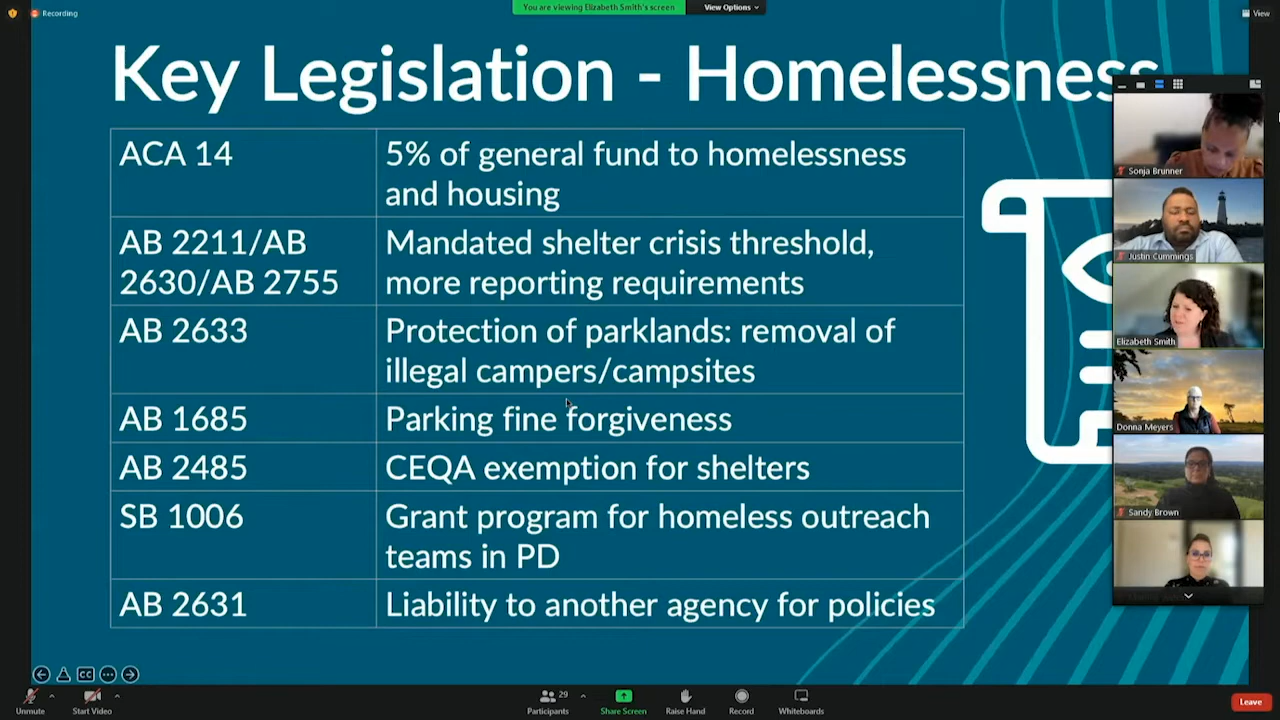 Recording
You are viewing Elizabeth Smith's screen
View Options
View
Key Legislation - Homelessness
ACA 14
5% of general fund to homelessness
and housing
AB 2211/AB
2630/AB 2755
Mandated shelter crisis threshold,
more reporting requirements
AB 2633
Protection of parklands: removal of
illegal campers/campsites
AB 1685
Parking fine forgiveness
AB 2485
CEQA exemption for shelters
SB 1006
Grant program for homeless outreach
teams in PD
AB 2631
Liability to another agency for policies
Sonja Brunner
Justin Cummings
Elizabeth Smith
Donna Meyers
Sandy Brown
CC
Unmute
Start Video
29
Participants
Share Screen
Raise Hand
Record
Whiteboards
Leave